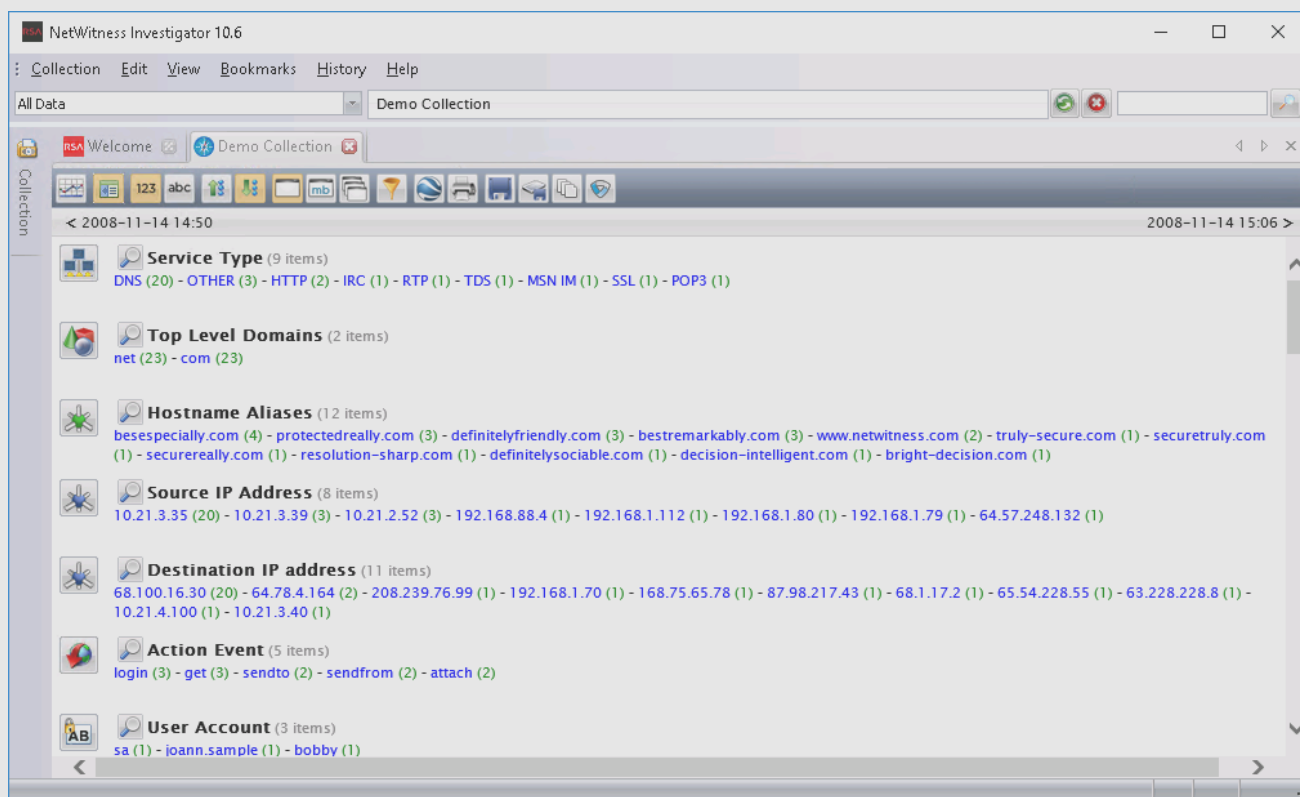 RSA NetWitness Investigator 10.6
Collection Edit View Bookmarks History Help
All Data Demo Collection
RSA Welcome Demo Collection
Collection
123 abc mb
< 2008-11-14 14:50 2008-11-14 15:06 >
Service Type (9 items)
DNS (20) - OTHER (3) - HTTP (2) - IRC (1) - RTP (1) - TDS (1) - MSN IM (1) - SSL (1) - POP3 (1)
Top Level Domains (2 items)
net (23) - com (23)
Hostname Aliases (12 items)
besespecially.com (4) - protectedreally.com (3) - definitelyfriendly.com (3) - bestremarkably.com (3) - www.netwitness.com (2) - truly-secure.com (1) - securetruly.com
(1) - securereally.com (1) - resolution-sharp.com (1) - definitelysociable.com (1) - decision-intelligent.com (1) - bright-decision.com (1)
Source IP Address (8 items)
10.21.3.35 (20) - 10.21.3.39 (3) - 10.21.2.52 (3) - 192.168.88.4 (1) - 192.168.1.112 (1) - 192.168.1.80 (1) - 192.168.1.79 (1) - 64.57.248.132 (1)
Destination IP address (11 items)
68.100.16.30 (20) - 64.78.4.164 (2) - 208.239.76.99 (1) - 192.168.1.70 (1) - 168.75.65.78 (1) - 87.98.217.43 (1) - 68.1.17.2 (1) - 65.54.228.55 (1) - 63.228.228.8 (1) -
10.21.4.100 (1) - 10.21.3.40 (1)
Action Event (5 items)
login (3) - get (3) - sendto (2) - sendfrom (2) - attach (2)
AB
User Account (3 items)
sa (1) - joann.sample (1) - bobby (1)